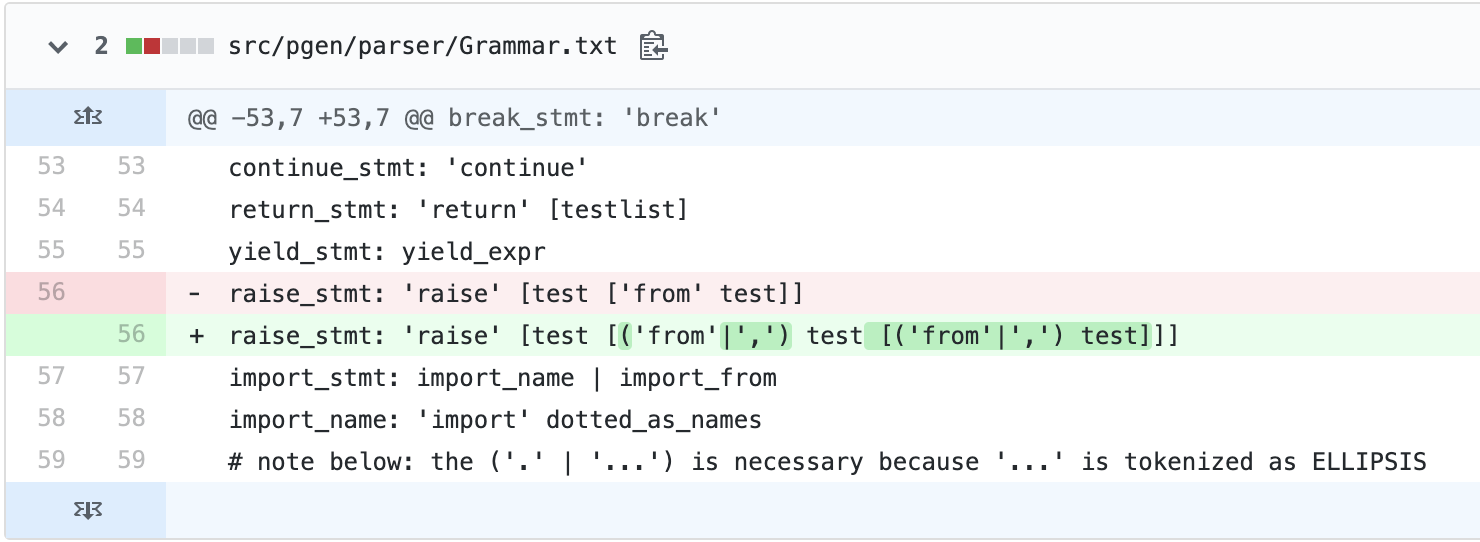 2 src/pgen/parser/Grammar.txt
@@ -53,7 +53,7 @@ break_stmt: 'break'
53 53 continue_stmt: 'continue'
54 54 return_stmt: 'return' [testlist]
55 55 yield_stmt: yield_expr
56 - raise_stmt: 'raise' [test ['from' test]]
56 + raise_stmt: 'raise' [test [('from'|',') test [('from'|',') test]]]
57 57 import_stmt: import_name | import_from
58 58 import_name: 'import' dotted_as_names
59 59 # note below: the ('.' | '...') is necessary because '...' is tokenized as ELLIPSIS